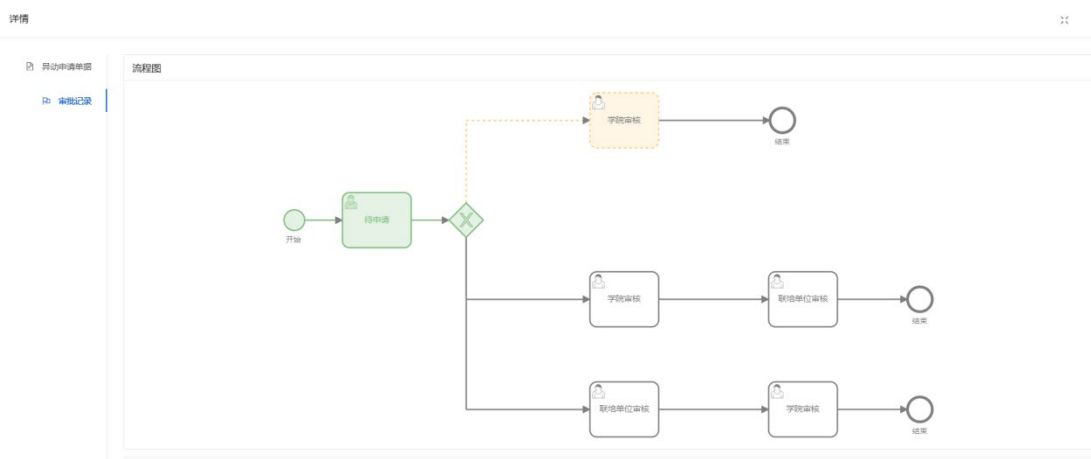 详情
异动申请单据
审批记录
流程图
学院审核
结束
待申请
开始
学院审核
联培单位审核
结束
联培单位审核
学院审核
结束